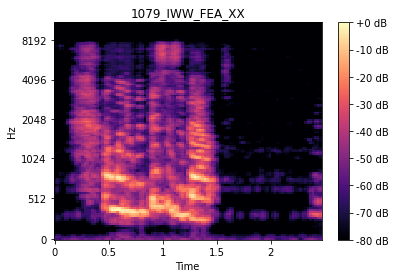 1079_IWW_FEA_XX
8192
4096
2048
1024
512
0
Hz
0
0.5
1
1.5
2
Time
+0 dB
-10 dB
-20 dB
-30 dB
-40 dB
-50 dB
-60 dB
-70 dB
-80 dB